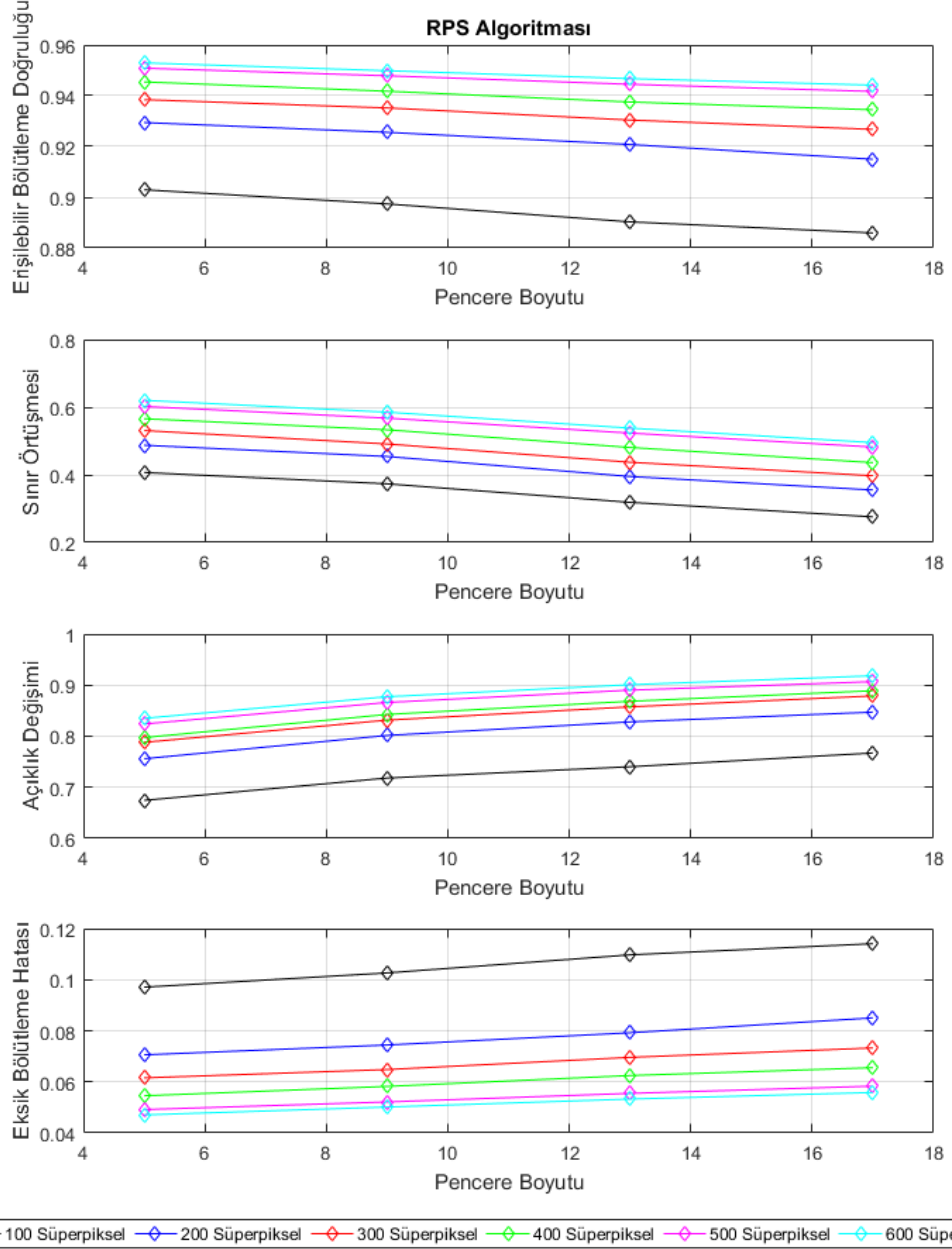 RPS Algoritması
Erişilebilir Bölütleme Doğruluğu
0.96
0.94
0.92
0.9
0.88
4 6 8 10 12 14 16 18
Pencere Boyutu
Sınır Örtüşmesi
0.8
0.6
0.4
0.2
4 6 8 10 12 14 16 18
Pencere Boyutu
Açıklık Değişimi
1
0.9
0.8
0.7
0.6
4 6 8 10 12 14 16 18
Pencere Boyutu
Eksik Bölütleme Hatası
0.12
0.1
0.08
0.06
0.04
4 6 8 10 12 14 16 18
Pencere Boyutu
100 Süperpiksel 200 Süperpiksel 300 Süperpiksel 400 Süperpiksel 500 Süperpiksel 600